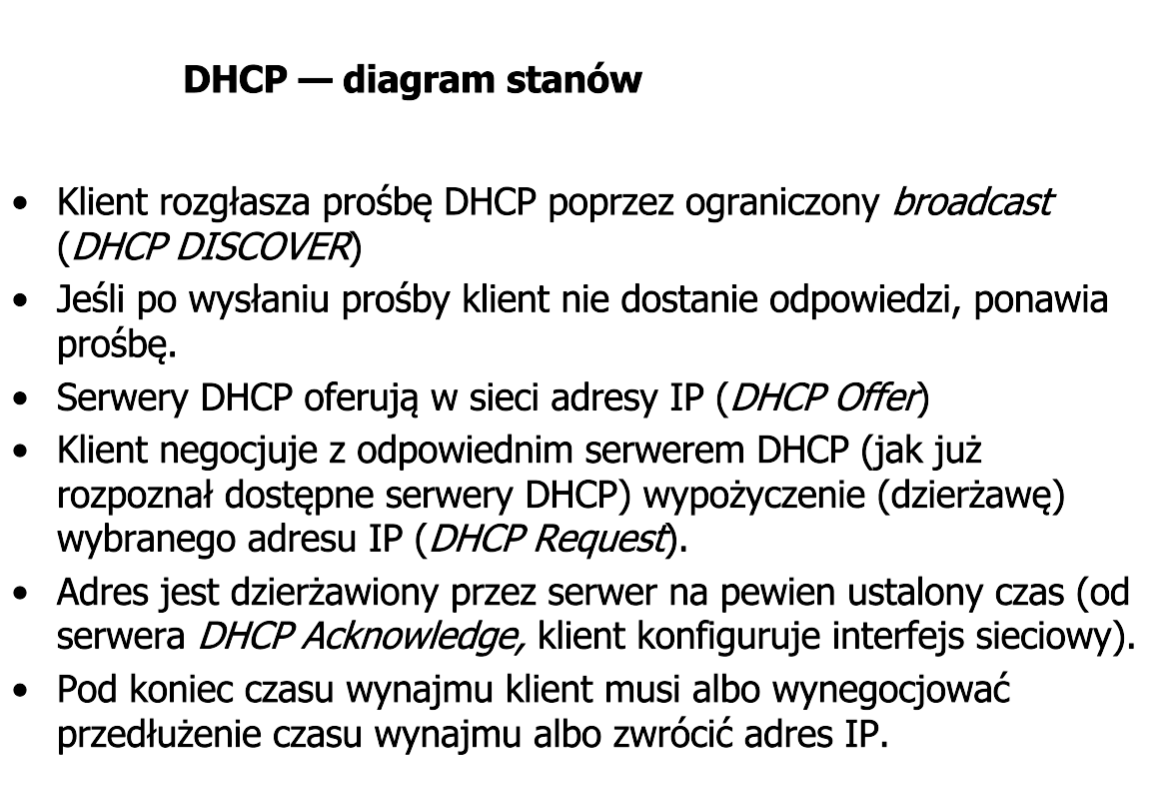 DHCP — diagram stanów
• Klient rozgłasza prośbę DHCP poprzez ograniczony broadcast
(DHCP DISCOVER)
• Jeśli po wysłaniu prośby klient nie dostanie odpowiedzi, ponawia
prośbę.
• Serwery DHCP oferują w sieci adresy IP (DHCP Offer)
• Klient negocjuje z odpowiednim serwerem DHCP (jak już
rozpoznał dostępne serwery DHCP) wypożyczenie (dzierżawę)
wybranego adresu IP (DHCP Request).
• Adres jest dzierżawiony przez serwer na pewien ustalony czas (od
serwera DHCP Acknowledge, klient konfiguruje interfejs sieciowy).
• Pod koniec czasu wynajmu klient musi albo wynegocjować
przedłużenie czasu wynajmu albo zwrócić adres IP.